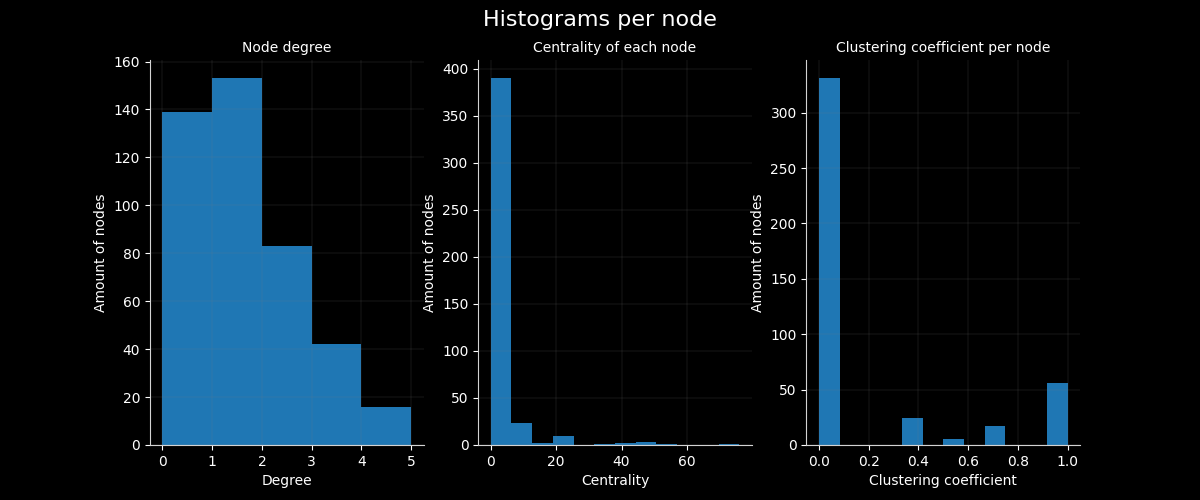 Histograms per node
Node degree
160
140
120
100
80
60
40
20
0
Amount of nodes
0 1 2 3 4 5
Degree
Centrality of each node
400
350
300
250
200
150
100
50
0
Amount of nodes
0 20 40 60
Centrality
Clustering coefficient per node
300
250
200
150
100
50
0
Amount of nodes
0.0 0.2 0.4 0.6 0.8 1.0
Clustering coefficient